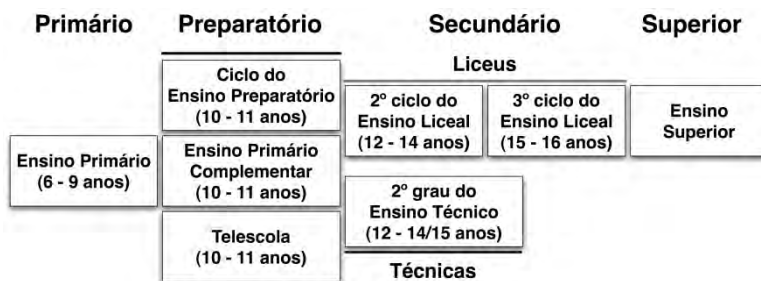 Primário
Preparatório
Secundário
Superior
Liceus
Ciclo do
Ensino Preparatório
(10 - 11 anos)
2º ciclo do
Ensino Liceal
(12 - 14 anos)
3º ciclo do
Ensino Liceal
(15 - 16 anos)
Ensino
Superior
Ensino Primário
(6 - 9 anos)
Ensino Primário
Complementar
(10 - 11 anos)
2º grau do
Ensino Técnico
(12 - 14/15 anos)
Telescola
(10 - 11 anos)
Técnicas